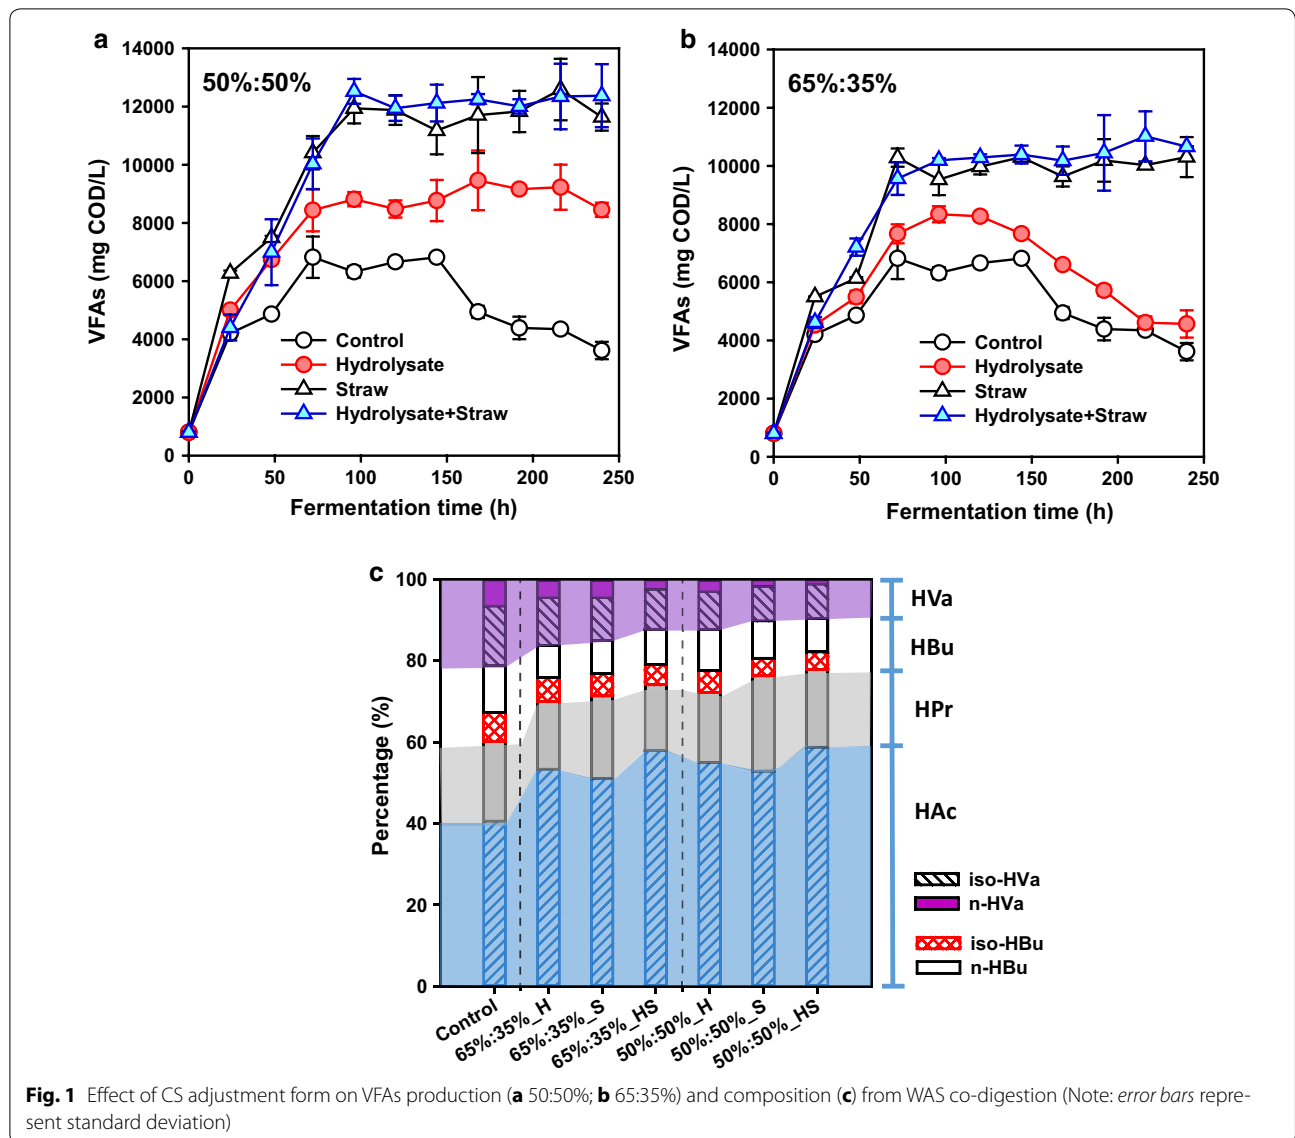 a
14000
12000
10000
8000
6000
4000
2000
0
VFAs (mg COD/L)
50%:50%
Control
Hydrolysate
Straw
Hydrolysate+Straw
0 50 100 150 200 250
Fermentation time (h)
b
14000
12000
10000
8000
6000
4000
2000
0
VFAs (mg COD/L)
65%:35%
Control
Hydrolysate
Straw
Hydrolysate+Straw
0 50 100 150 200 250
Fermentation time (h)
c
100
80
60
40
20
0
Percentage (%)
Control
65%:35%_H
65%:35%_S
65%:35%_HS
50%:50%_H
50%:50%_S
50%:50%_HS
HVa
HBu
HPr
HAc
iso-HVa
n-HVa
iso-HBu
n-HBu
Fig. 1 Effect of CS adjustment form on VFAs production (a 50:50%; b 65:35%) and composition (c) from WAS co-digestion (Note: error bars repre-
sent standard deviation)